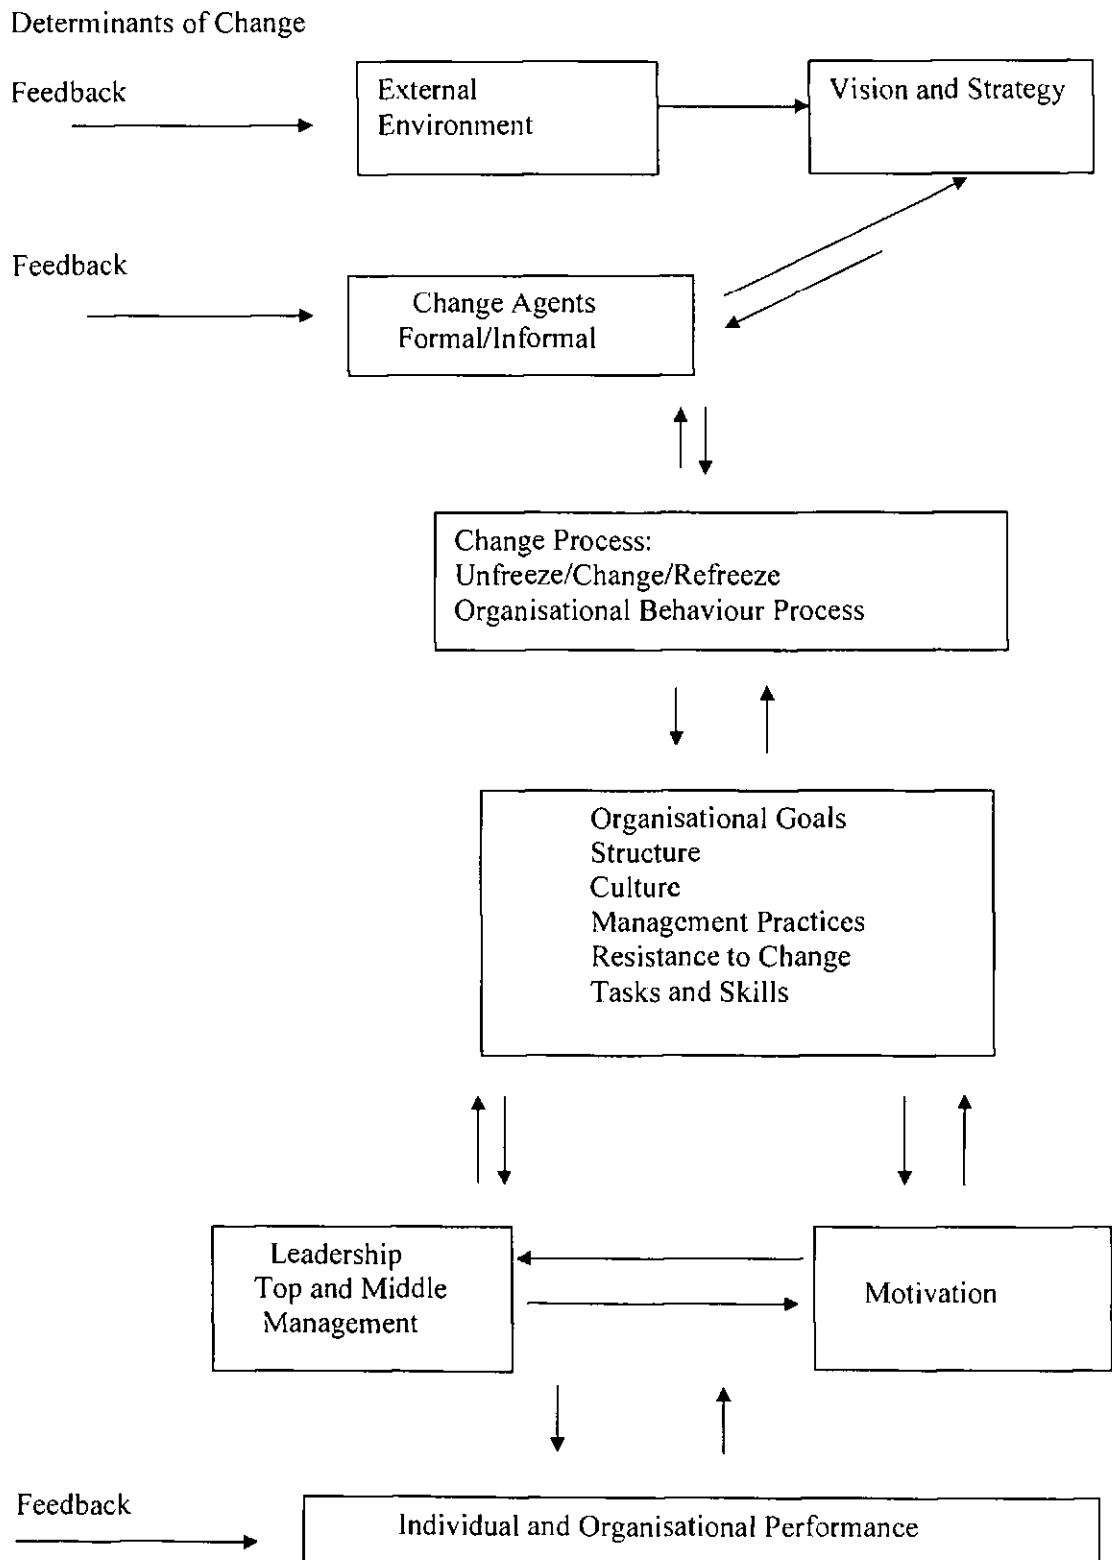 Determinants of Change
Feedback
External
Environment
Vision and Strategy
Feedback
Change Agents
Formal/Informal
Change Process:
Unfreeze/Change/Refreeze
Organisational Behaviour Process
Organisational Goals
Structure
Culture
Management Practices
Resistance to Change
Tasks and Skills
Leadership
Top and Middle
Management
Motivation
Feedback
Individual and Organisational Performance